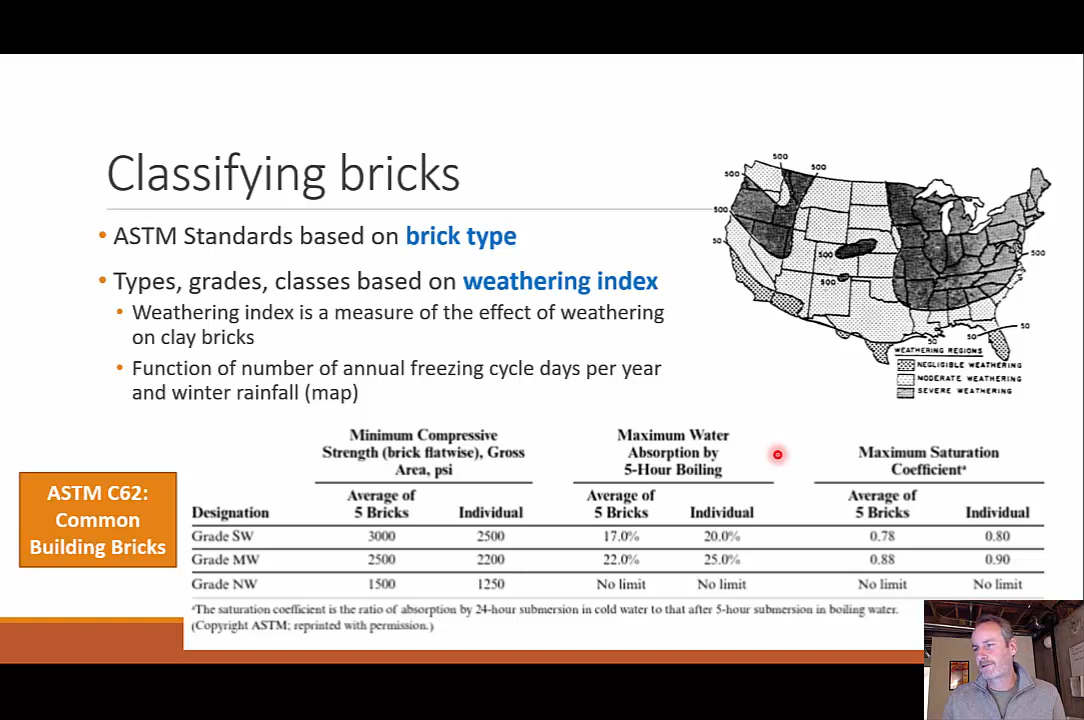 Classifying bricks
• ASTM Standards based on brick type
• Types, grades, classes based on weathering index
• Weathering index is a measure of the effect of weathering
on clay bricks
• Function of number of annual freezing cycle days per year
and winter rainfall (map)
500
500
500
500
50
500
500
500
50
50
50
WEATHERING REGIONS
NEGLIGIBLE WEATHERING
MODERATE WEATHERING
SEVERE WEATHERING
ASTM C62:
Common
Building Bricks
Minimum Compressive
Strength (brick flatwise), Gross
Area, psi
Maximum Water
Absorption by
5-Hour Boiling
Maximum Saturation
Coefficientᵃ
Designation
Average of
5 Bricks
Individual
Average of
5 Bricks
Individual
Average of
5 Bricks
Individual
Grade SW 3000 2500 17.0% 20.0% 0.78 0.80
Grade MW 2500 2200 22.0% 25.0% 0.88 0.90
Grade NW 1500 1250 No limit No limit No limit No limit
ᵃThe saturation coefficient is the ratio of absorption by 24-hour submersion in cold water to that after 5-hour submersion in boiling water.
(Copyright ASTM; reprinted with permission.)